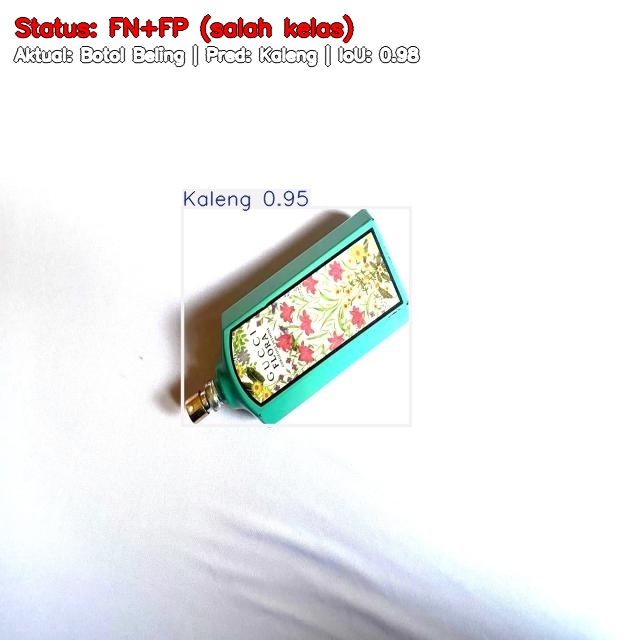 Status: FN+FP (salah kelas)
Aktual: Botol Beling | Pred: Kaleng | IoU: 0.98
Kaleng 0.95
GUCCI
FLORA